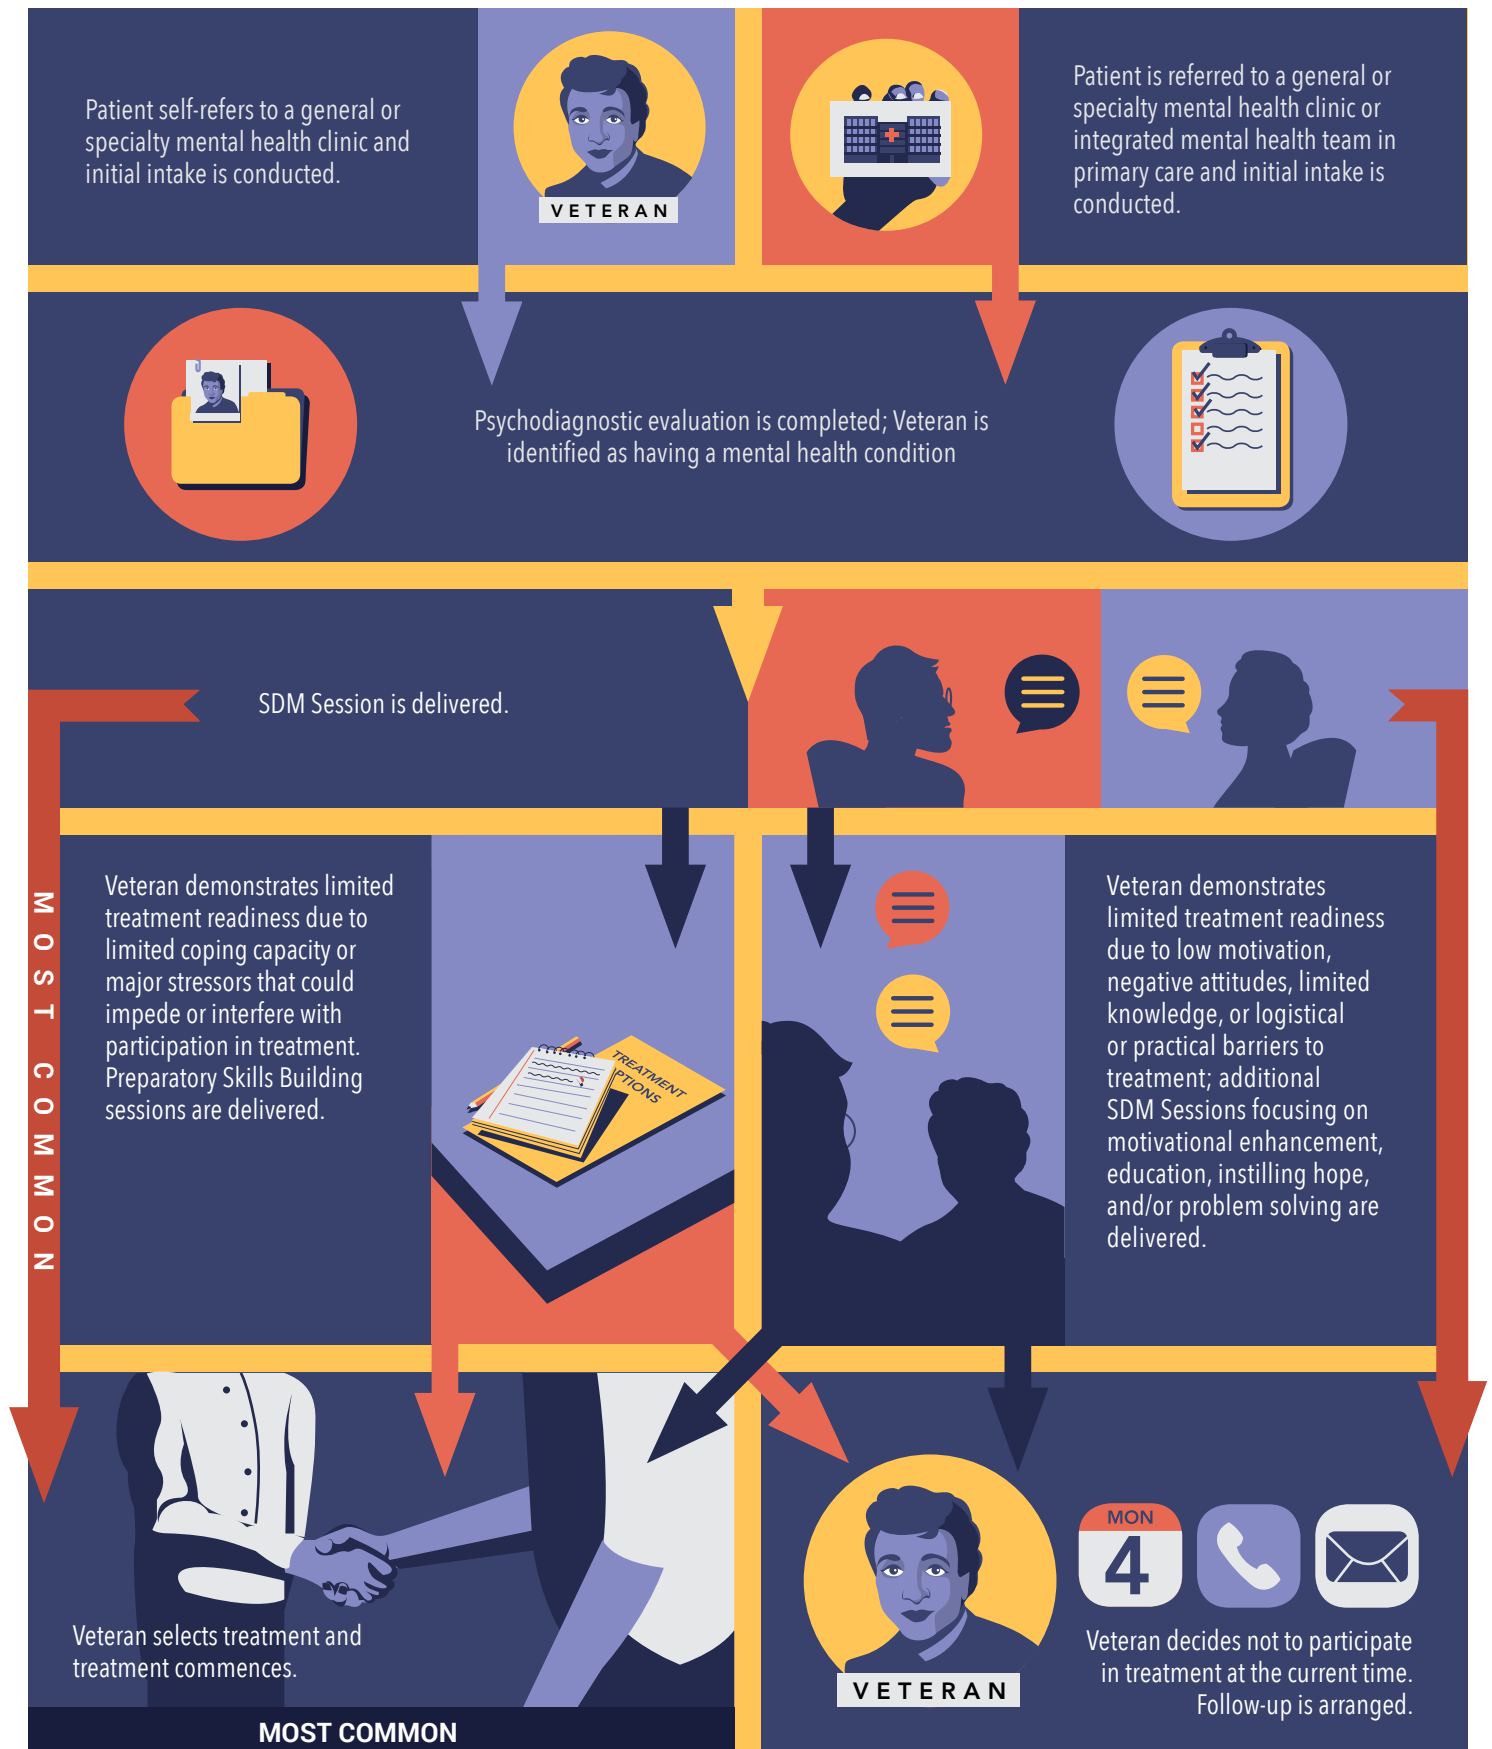 Patient self-refers to a general or
specialty mental health clinic and
initial intake is conducted.
VETERAN
Patient is referred to a general or
specialty mental health clinic or
integrated mental health team in
primary care and initial intake is
conducted.
Psychodiagnostic evaluation is completed; Veteran is
identified as having a mental health condition
SDM Session is delivered.
MOST COMMON
Veteran demonstrates limited
treatment readiness due to
limited coping capacity or
major stressors that could
impede or interfere with
participation in treatment.
Preparatory Skills Building
sessions are delivered.
TREATMENT
PTIONS
Veteran demonstrates
limited treatment readiness
due to low motivation,
negative attitudes, limited
knowledge, or logistical
or practical barriers to
treatment; additional
SDM Sessions focusing on
motivational enhancement,
education, instilling hope,
and/or problem solving are
delivered.
Veteran selects treatment and
treatment commences.
MOST COMMON
VETERAN
MON
4
Veteran decides not to participate
in treatment at the current time.
Follow-up is arranged.